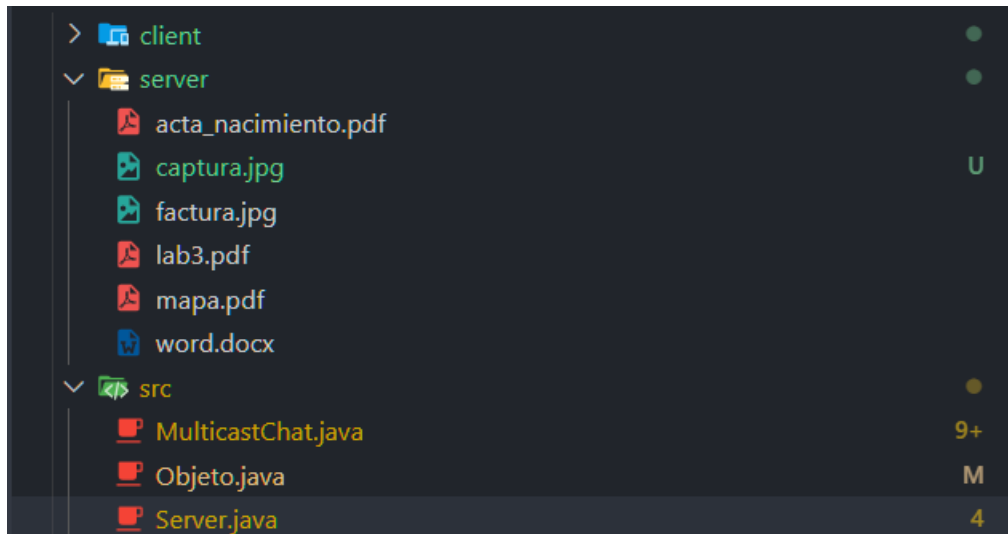 client
server
acta_nacimiento.pdf
captura.jpg U
factura.jpg
lab3.pdf
mapa.pdf
word.docx
src
MulticastChat.java 9+
Objeto.java M
Server.java 4